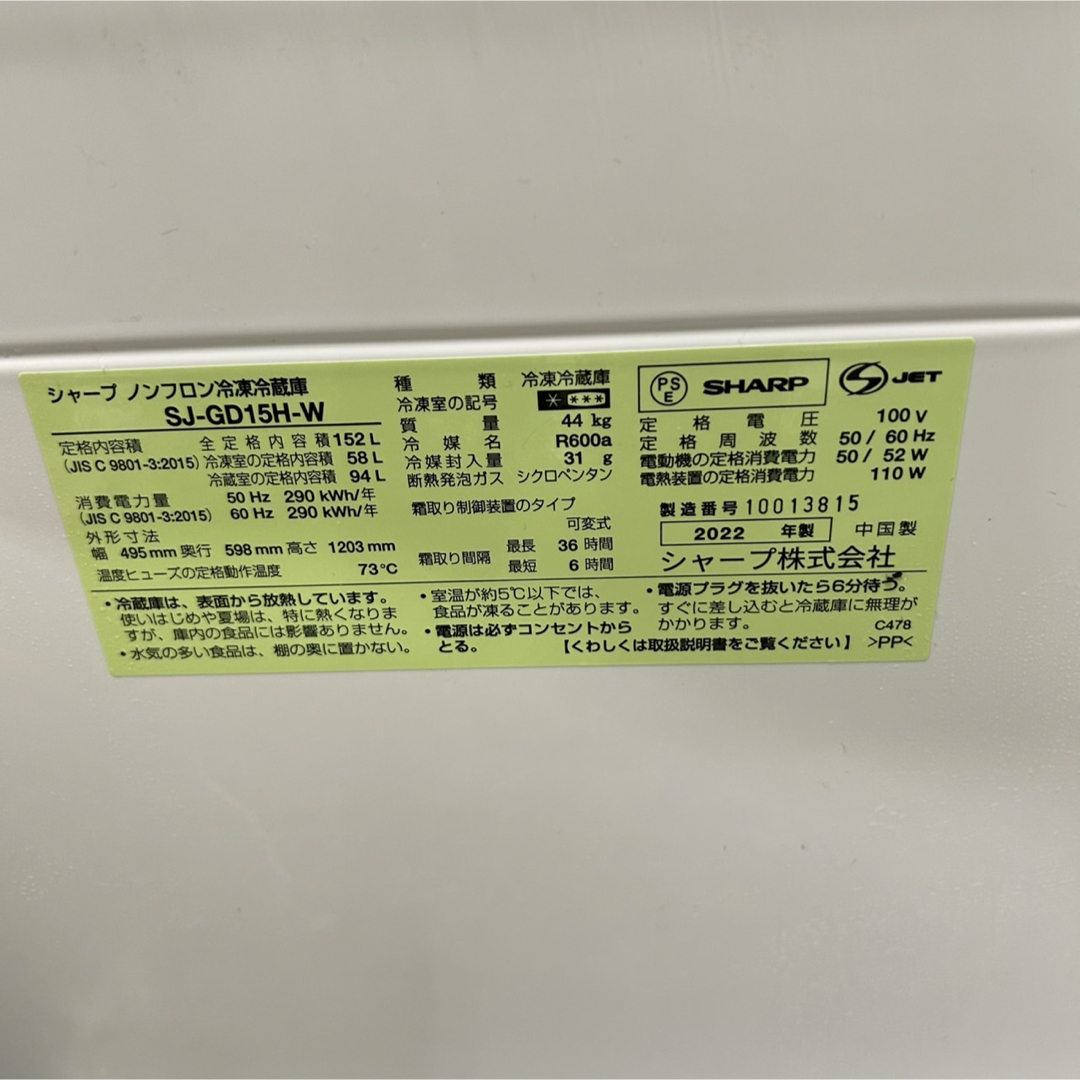 シャープ ノンフロン冷凍冷蔵庫
SJ-GD15H-W
定格内容積 全定格内容積 152 L
(JIS C 9801-3:2015) 冷凍室の定格内容積 58 L
冷蔵室の定格内容積 94 L
消費電力量 50 Hz 290 kWh/年
(JIS C 9801-3:2015) 60 Hz 290 kWh/年
外形寸法
幅 495 mm 奥行 598 mm 高さ 1203 mm
温度ヒューズの定格動作温度 73℃
種類 冷凍冷蔵庫
冷凍室の記号 * ***
質量 44 kg
冷媒名 R600a
冷媒封入量 31 g
断熱発泡ガス シクロペンタン
霜取り制御装置のタイプ
可変式
霜取り間隔 最長 36 時間
最短 6 時間
PSE SHARP JET
定格電圧 100 V
定格周波数 50 / 60 Hz
電動機の定格消費電力 50 / 52 W
電熱装置の定格消費電力 110 W
製造番号 10013815
2022 年製 中国製
シャープ株式会社
・冷蔵庫は、表面から放熱しています。
使いはじめや夏場は、特に熱くなりま
すが、庫内の食品には影響ありません。
・水気の多い食品は、棚の奥に置かない。
・室温が約5℃以下では、
食品が凍ることがあります。
・電源は必ずコンセントから
とる。
・電源プラグを抜いたら6分待つ。
すぐに差し込むと冷蔵庫に無理が
かかります。 C478
【くわしくは取扱説明書をご覧ください】 >PP<